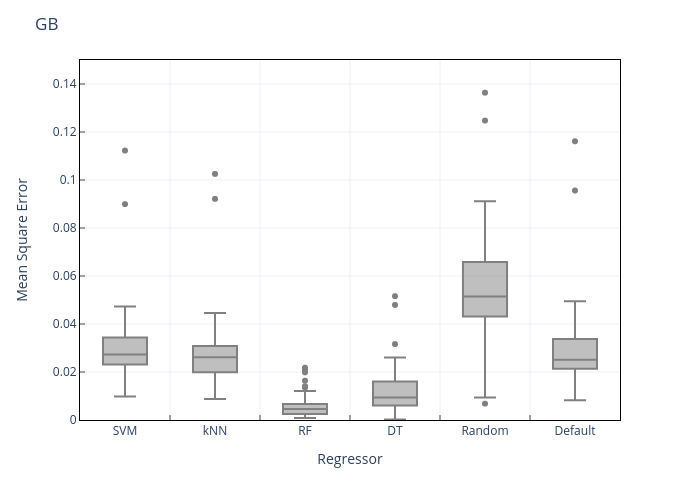 GB
Mean Square Error
0.14
0.12
0.1
0.08
0.06
0.04
0.02
0
SVM kNN RF DT Random Default
Regressor